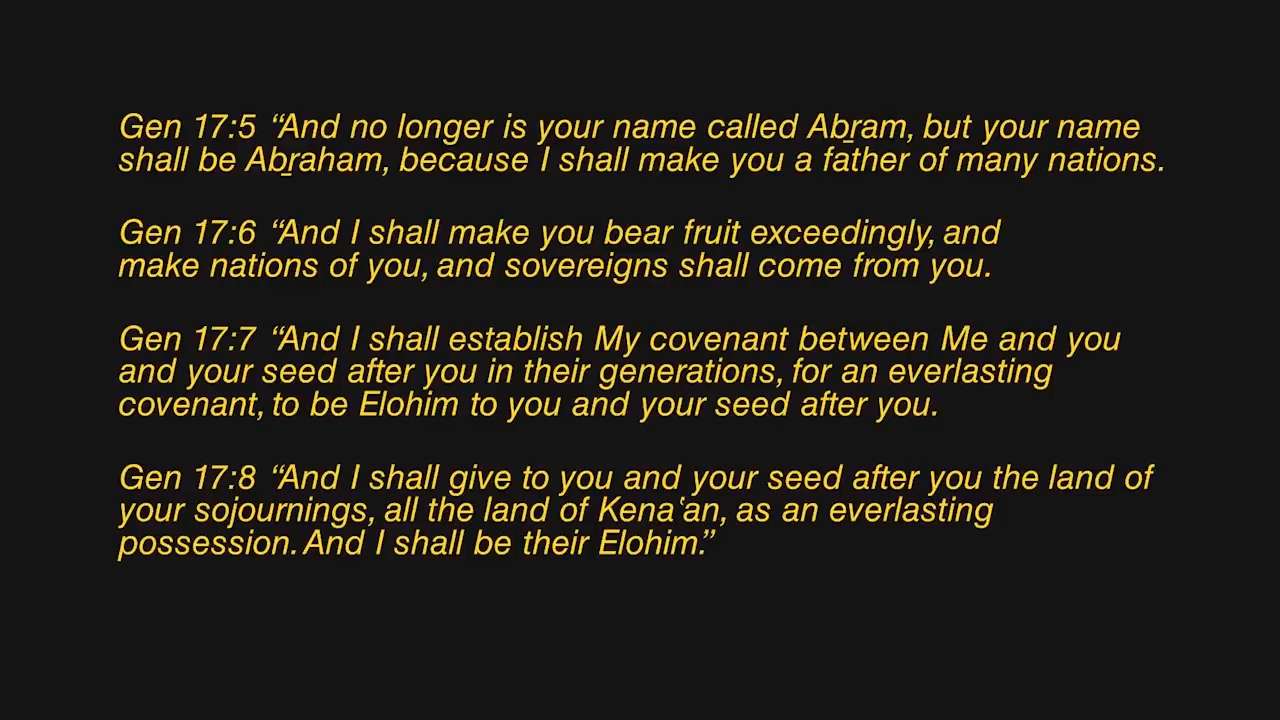 Gen 17:5 “And no longer is your name called Aḇram, but your name
shall be Aḇraham, because I shall make you a father of many nations.
Gen 17:6 “And I shall make you bear fruit exceedingly, and
make nations of you, and sovereigns shall come from you.
Gen 17:7 “And I shall establish My covenant between Me and you
and your seed after you in their generations, for an everlasting
covenant, to be Elohim to you and your seed after you.
Gen 17:8 “And I shall give to you and your seed after you the land of
your sojournings, all the land of Kenaʽan, as an everlasting
possession. And I shall be their Elohim.”